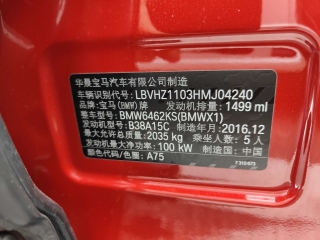 华晨宝马汽车有限公司制造
车辆识别代号: LBVHZ1103HMJ04240
品牌: 宝马(BMW)牌 发动机排量: 1499 ml
整车型号: BMW6462KS(BMWX1)
发动机型号: B38A15C 2016.12
最大允许总质量: 2035 kg 乘坐人数: 5人
发动机最大净功率: 100 kW 制造国: 中国
颜色代码/色圈: A75